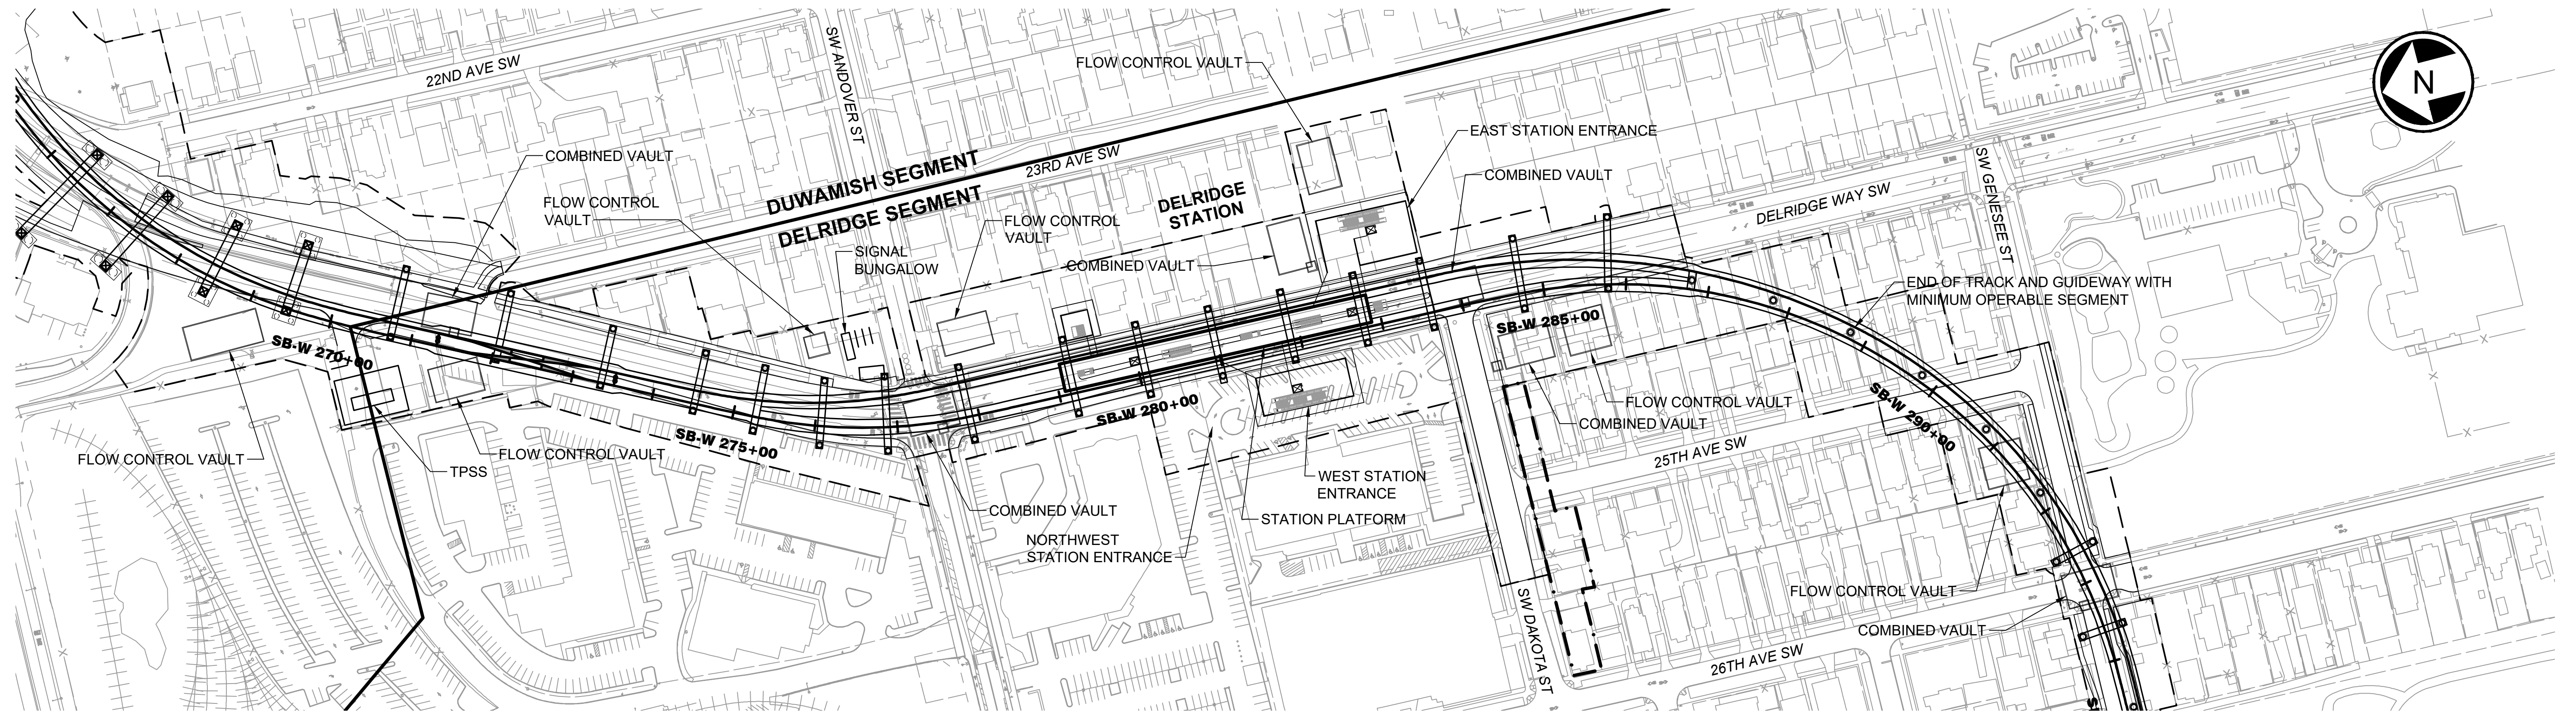 22ND AVE SW
SW ANDOVER ST
FLOW CONTROL VAULT
N
EAST STATION ENTRANCE
COMBINED VAULT
DUWAMISH SEGMENT
DELRIDGE SEGMENT
23RD AVE SW
COMBINED VAULT
DELRIDGE
STATION
DELRIDGE WAY SW
SW GENESEE ST
FLOW CONTROL
VAULT
FLOW CONTROL
VAULT
SIGNAL
BUNGALOW
COMBINED VAULT
END OF TRACK AND GUIDEWAY WITH
MINIMUM OPERABLE SEGMENT
SB-W 270+00
SB-W 285+00
SB-W 280+00
SB-W 275+00
SB-W 290+00
FLOW CONTROL VAULT
COMBINED VAULT
25TH AVE SW
FLOW CONTROL VAULT
TPSS
FLOW CONTROL VAULT
WEST STATION
ENTRANCE
STATION PLATFORM
COMBINED VAULT
NORTHWEST
STATION ENTRANCE
FLOW CONTROL VAULT
COMBINED VAULT
SW DAKOTA ST
26TH AVE SW